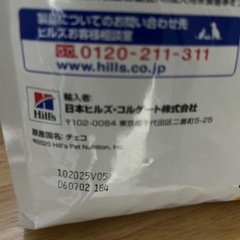 製品についてのお問い合わせ先
ヒルズお客様相談室
0120-211-311
www.hills.co.jp
Hill's
輸入者:
日本ヒルズ・コルゲート株式会社
〒102-0084 東京都千代田区二番町5-25
原産国名: チェコ
©2020 Hill's Pet Nutrition, Inc.
102025V05
D60702 184